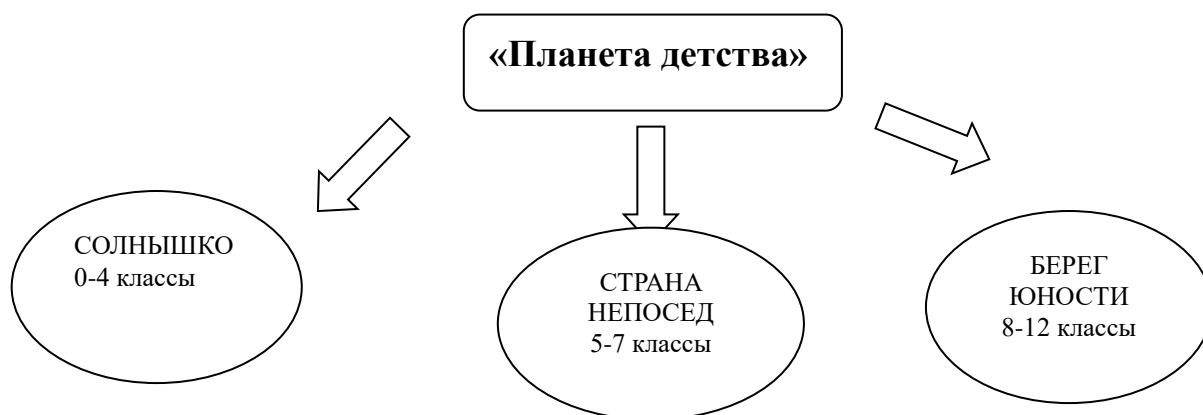 «Планета детства»
СОЛНЫШКО
0-4 классы
СТРАНА
НЕПОСЕД
5-7 классы
БЕРЕГ
ЮНОСТИ
8-12 классы